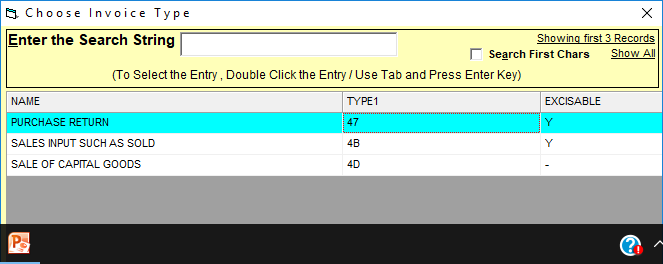 Choose Invoice Type
Enter the Search String
Showing first 3 Records
Search First Chars
Show All
(To Select the Entry , Double Click the Entry / Use Tab and Press Enter Key)
NAME TYPE1 EXCISABLE
PURCHASE RETURN 47 Y
SALES INPUT SUCH AS SOLD 4B Y
SALE OF CAPITAL GOODS 4D -